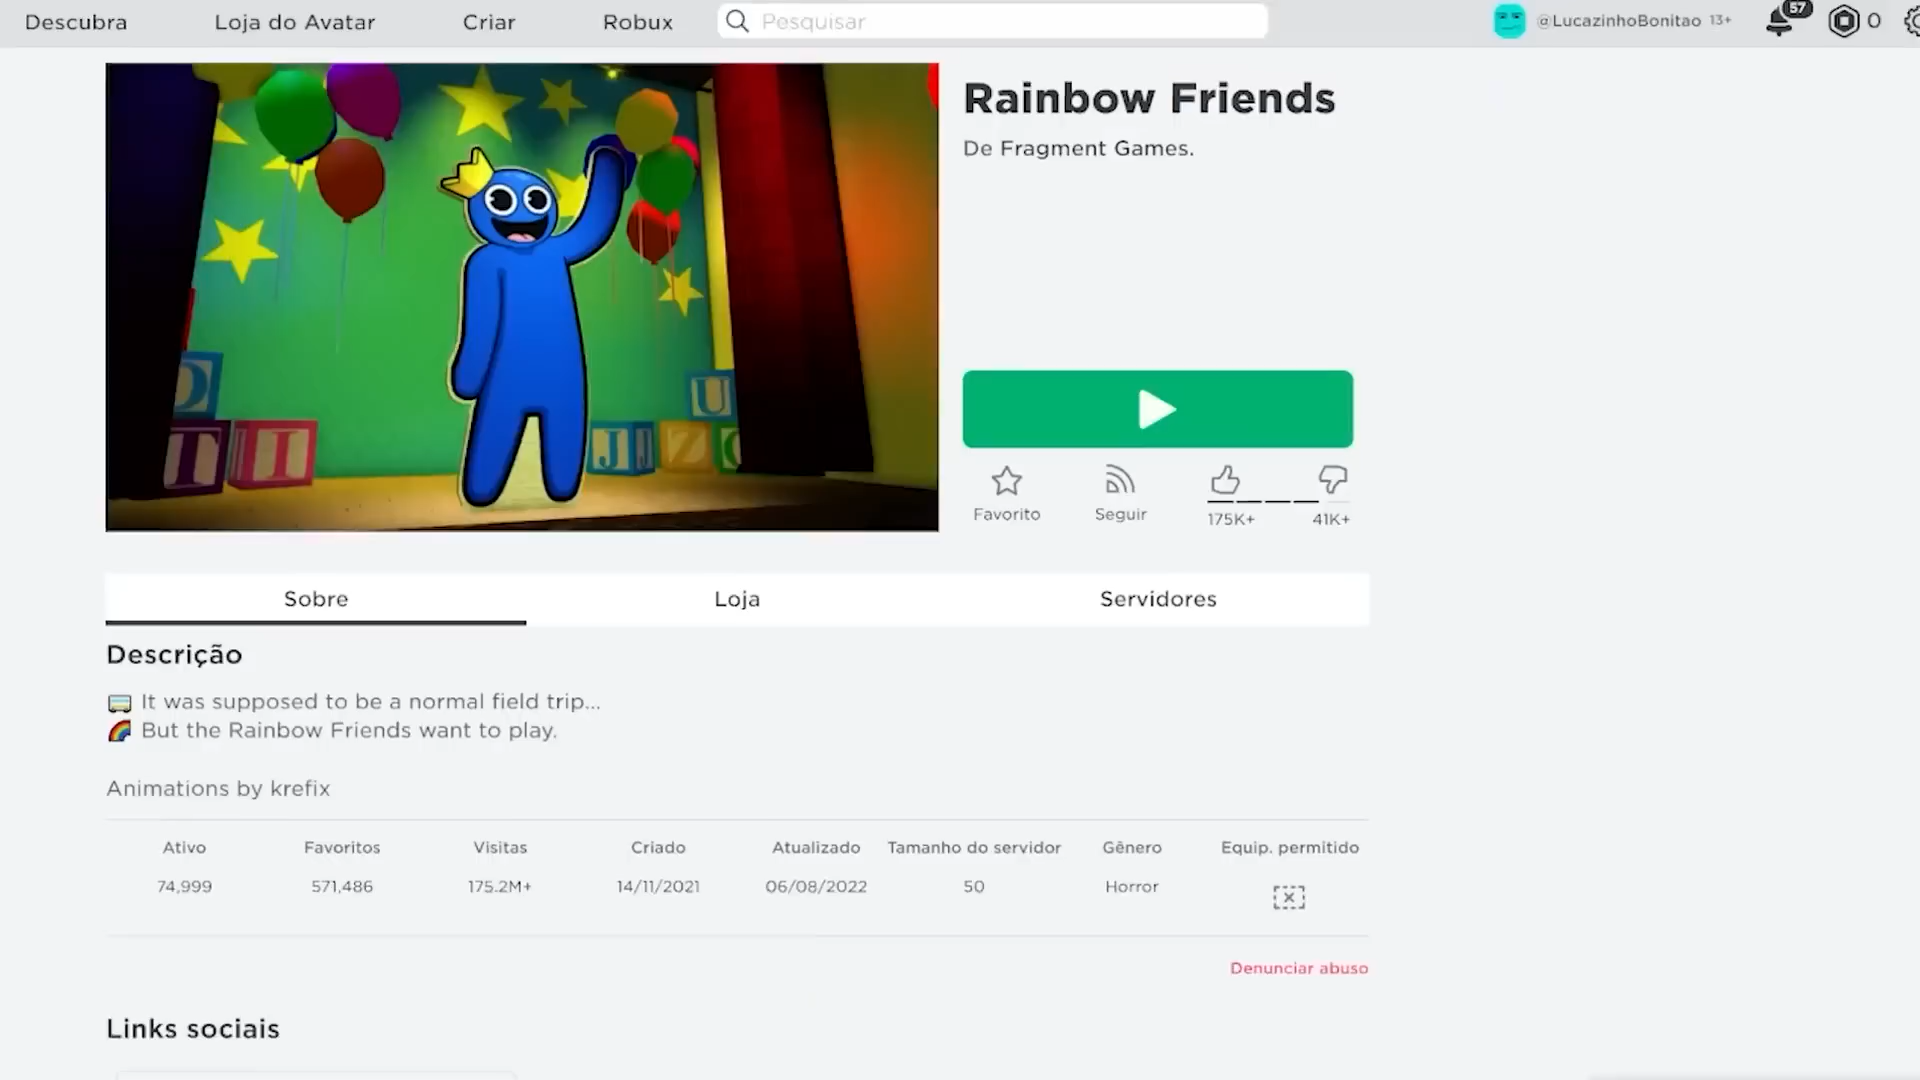 Descubra
Loja do Avatar
Criar
Robux
Pesquisar
@LucazinhoBonitao 13+
57
0
Rainbow Friends
De Fragment Games.
D
T
I
U
J
J
Z
Favorito
Seguir
175K+
41K+
Sobre
Loja
Servidores
Descrição
It was supposed to be a normal field trip...
But the Rainbow Friends want to play.
Animations by krefix
Ativo Favoritos Visitas Criado Atualizado Tamanho do servidor Gênero Equip. permitido
74,999 571,486 175.2M+ 14/11/2021 06/08/2022 50 Horror
Denunciar abuso
Links sociais